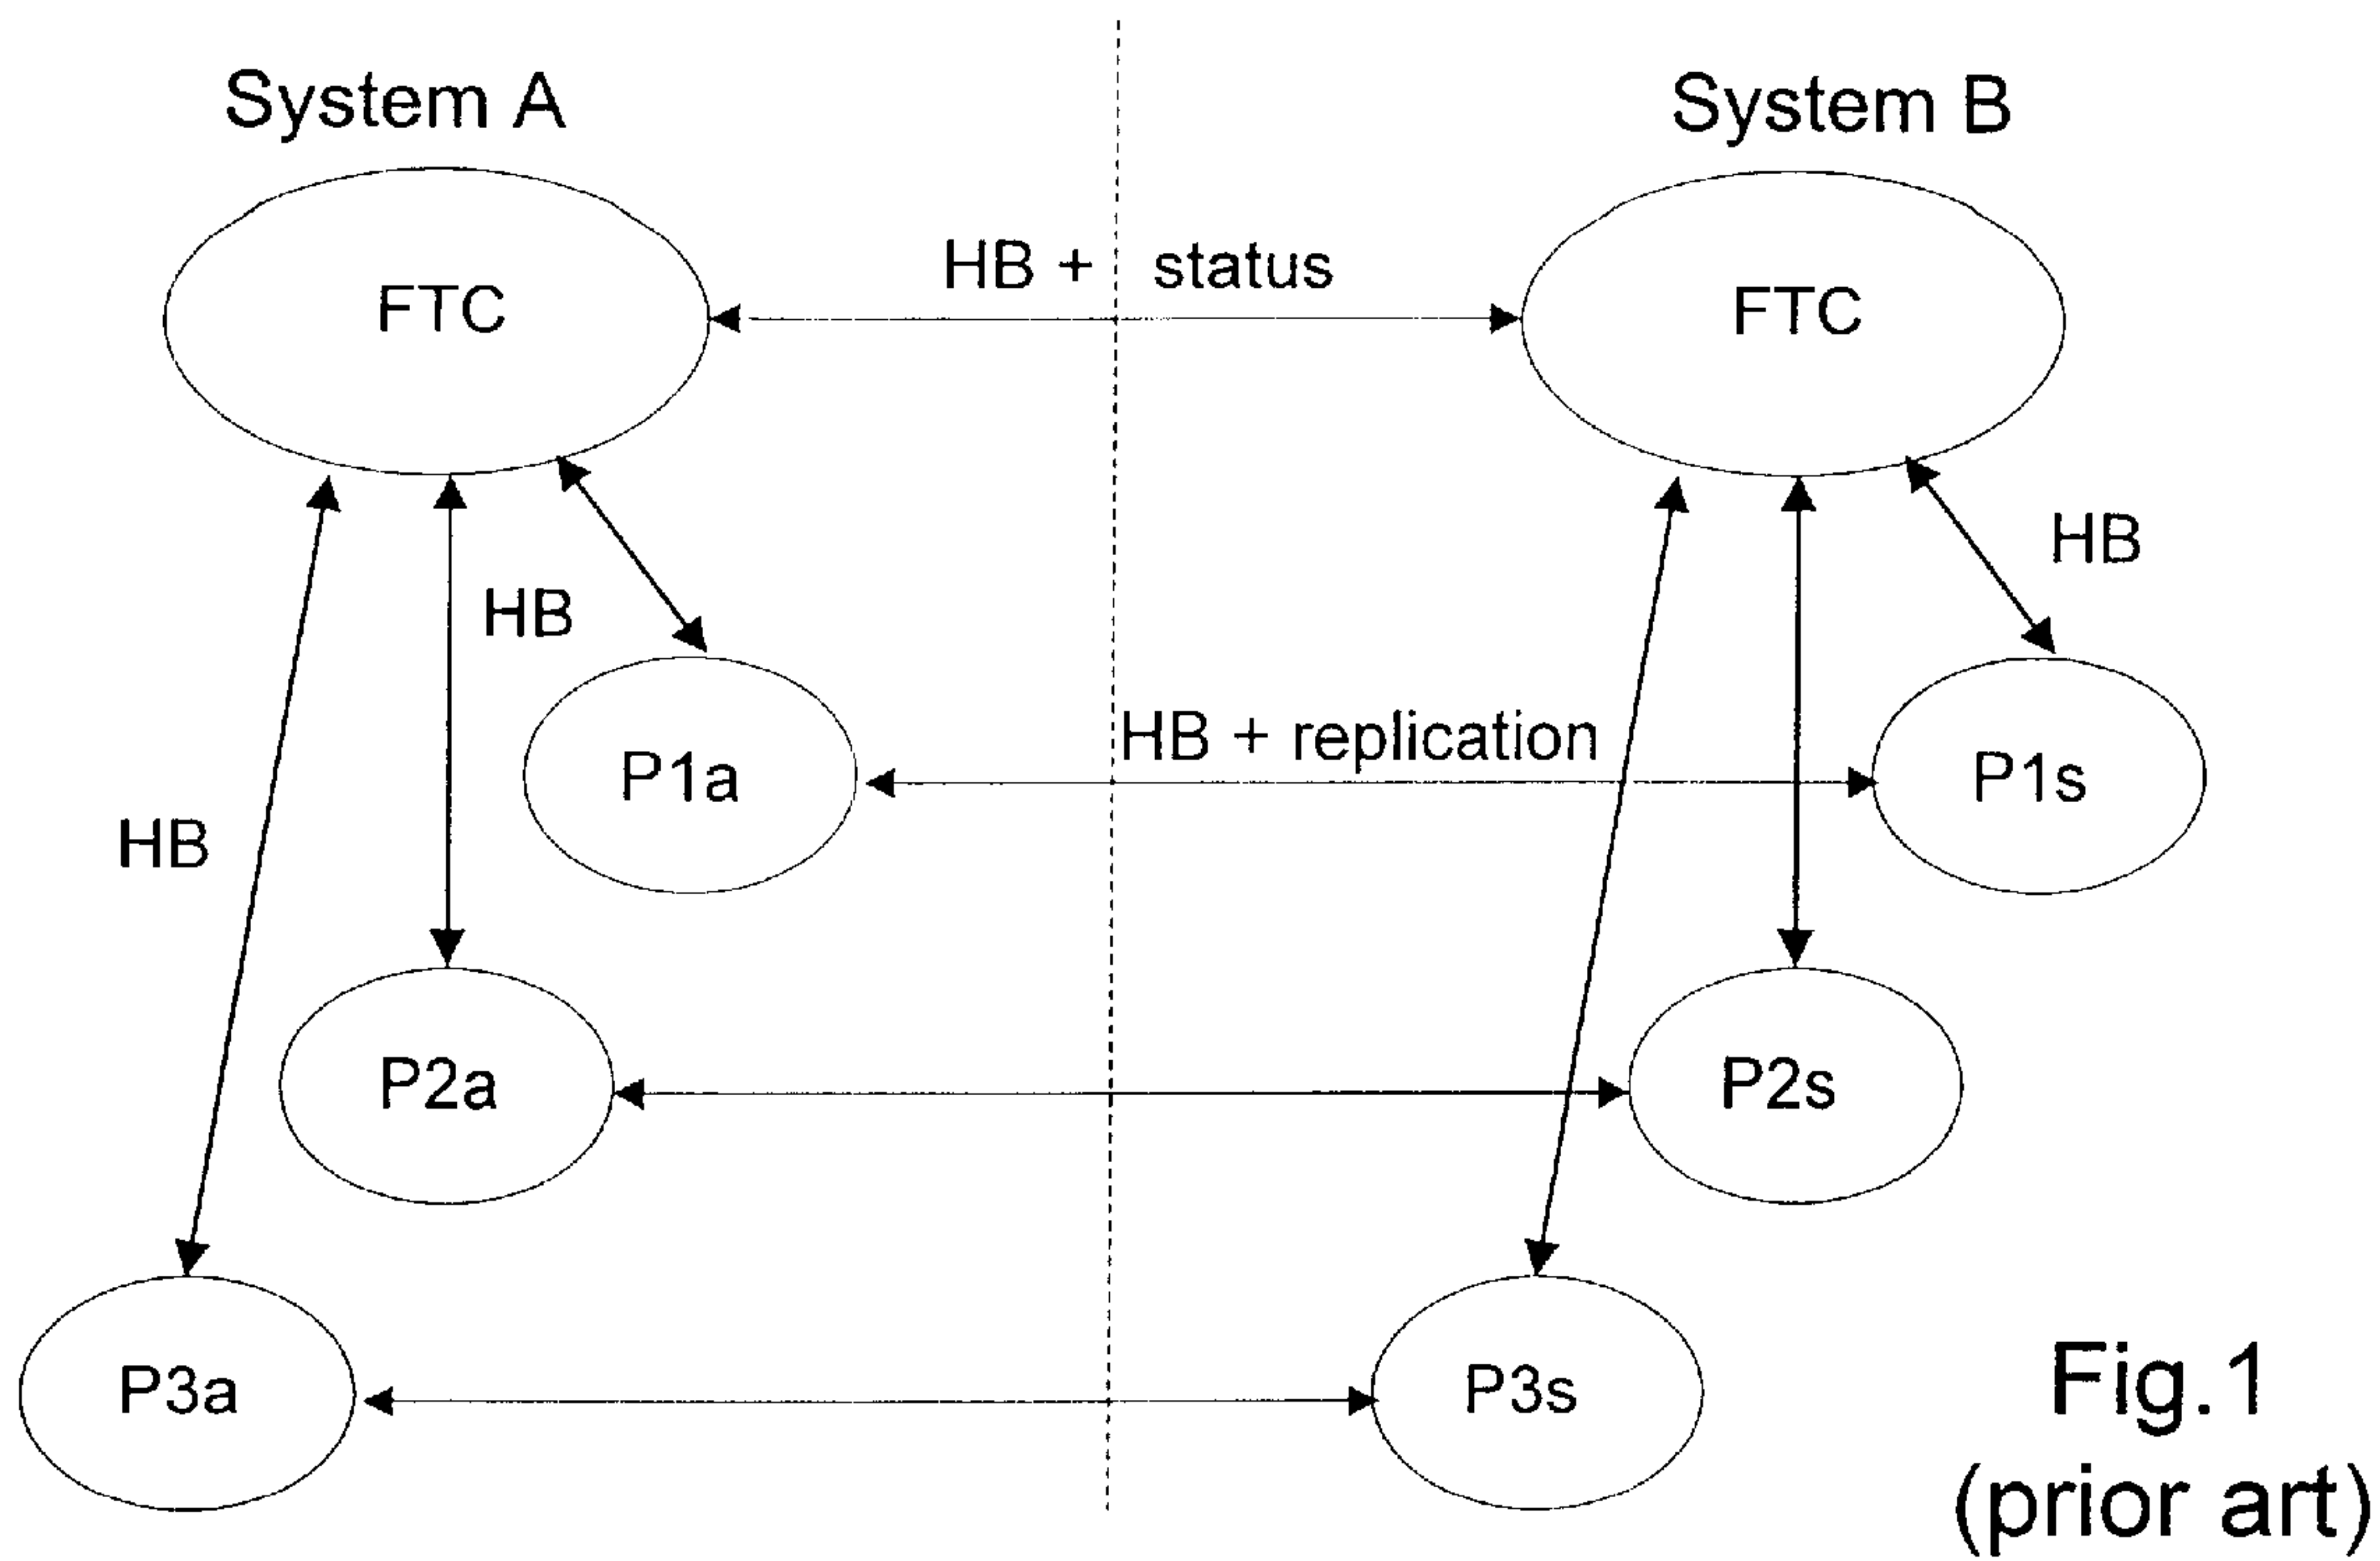 System A
System B
HB + status
FTC
FTC
HB
HB
HB + replication
P1a
P1s
HB
P2a
P2s
P3a
P3s
Fig.1
(prior art)